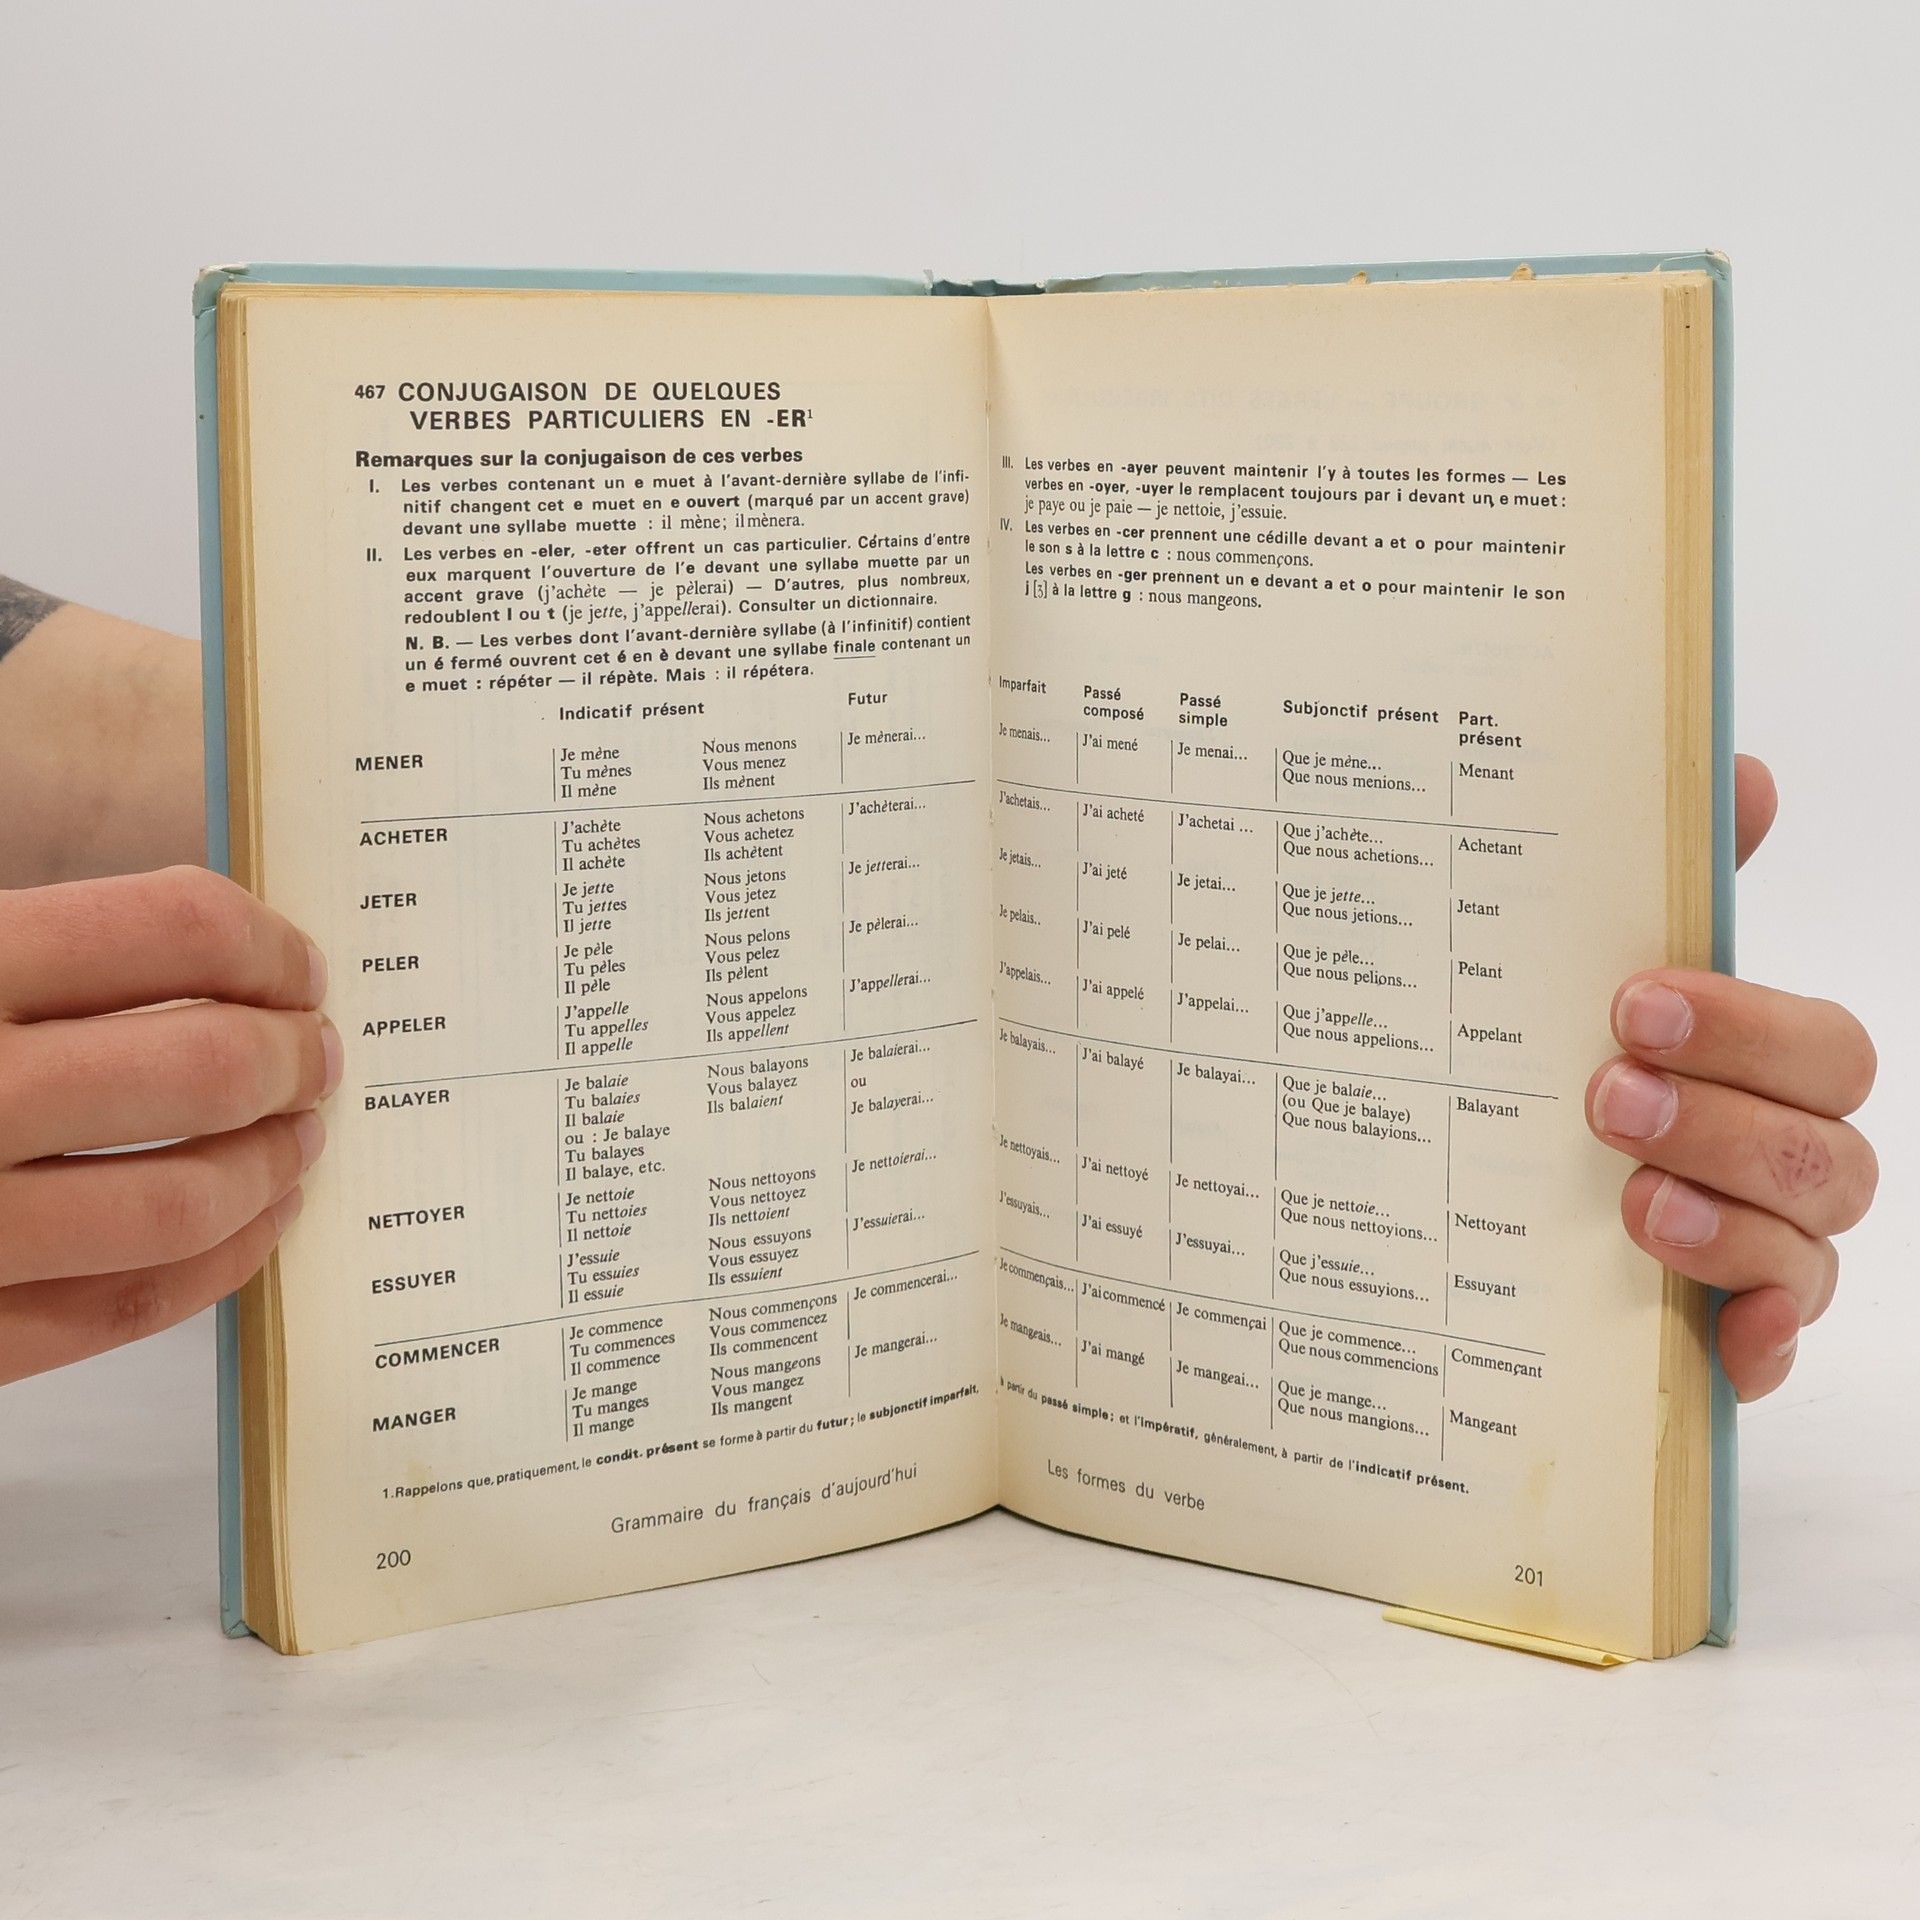 467 CONJUGAISON DE QUELQUES
VERBES PARTICULIERS EN -ER¹
Remarques sur la conjugaison de ces verbes
I. Les verbes contenant un e muet à l'avant-dernière syllabe de l'infi-
nitif changent cet e muet en e ouvert (marqué par un accent grave)
devant une syllabe muette : il mène; il mènera.
II. Les verbes en -eler, -eter offrent un cas particulier. Certains d'entre
eux marquent l'ouverture de l'e devant une syllabe muette par un
accent grave (j'achète — je pèlerai) — D'autres, plus nombreux,
redoublent l ou t (je jette, j'appellerai). Consulter un dictionnaire.
N. B. — Les verbes dont l'avant-dernière syllabe (à l'infinitif) contient
un é fermé ouvrent cet é en è devant une syllabe finale contenant un
e muet : répéter — il répète. Mais : il répétera.
Indicatif présent Futur
MENER
Je mène Nous menons Je mènerai...
Tu mènes Vous menez
Il mène Ils mènent
ACHETER
J'achète Nous achetons J'achèterai...
Tu achètes Vous achetez
Il achète Ils achètent
JETER
Je jette Nous jetons Je jetterai...
Tu jettes Vous jetez
Il jette Ils jettent
PELER
Je pèle Nous pelons Je pèlerai...
Tu pèles Vous pelez
Il pèle Ils pèlent
APPELER
J'appelle Nous appelons J'appellerai...
Tu appelles Vous appelez
Il appelle Ils appellent
BALAYER
Je balaie Nous balayons Je balaierai...
Tu balaies Vous balayez ou
Il balaie Ils balaient Je balayerai...
ou : Je balaye
Tu balayes
Il balaye, etc.
NETTOYER
Je nettoie Nous nettoyons Je nettoierai...
Tu nettoies Vous nettoyez
Il nettoie Ils nettoient
ESSUYER
J'essuie Nous essuyons J'essuierai...
Tu essuies Vous essuyez
Il essuie Ils essuient
COMMENCER
Je commence Nous commençons Je commencerai...
Tu commences Vous commencez
Il commence Ils commencent
MANGER
Je mange Nous mangeons Je mangerai...
Tu manges Vous mangez
Il mange Ils mangent
1. Rappelons que, pratiquement, le condit. présent se forme à partir du futur; le subjonctif imparfait,
Grammaire du français d'aujourd'hui
200
III. Les verbes en -ayer peuvent maintenir l'y à toutes les formes — Les
verbes en -oyer, -uyer le remplacent toujours par i devant un e muet :
je paye ou je paie — je nettoie, j'essuie.
IV. Les verbes en -cer prennent une cédille devant a et o pour maintenir
le son s à la lettre c : nous commençons.
Les verbes en -ger prennent un e devant a et o pour maintenir le son
j [ʒ] à la lettre g : nous mangeons.
Imparfait Passé composé Passé simple Subjonctif présent Part. présent
Je menais... J'ai mené Je menai... Que je mène... Menant
Que nous menions...
J'achetais... J'ai acheté J'achetai ... Que j'achète... Achetant
Que nous achetions...
Je jetais... J'ai jeté Je jetai... Que je jette... Jetant
Que nous jetions...
Je pelais.. J'ai pelé Je pelai... Que je pèle... Pelant
Que nous pelions...
J'appelais... J'ai appelé J'appelai... Que j'appelle... Appelant
Que nous appelions...
Je balayais... J'ai balayé Je balayai... Que je balaie... Balayant
(ou Que je balaye)
Que nous balayions...
Je nettoyais... J'ai nettoyé Je nettoyai... Que je nettoie... Nettoyant
Que nous nettoyions...
J'essuyais... J'ai essuyé J'essuyai... Que j'essuie... Essuyant
Que nous essuyions...
Je commençais... J'ai commencé Je commençai Que je commence... Commençant
Que nous commencions
Je mangeais... J'ai mangé Je mangeai... Que je mange... Mangeant
Que nous mangions...
à partir du passé simple; et l'impératif, généralement, à partir de l'indicatif présent.
Les formes du verbe
201